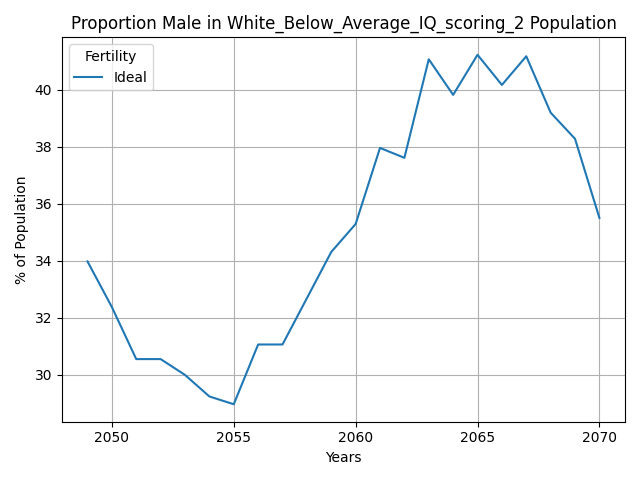 Proportion Male in White_Below_Average_IQ_scoring_2 Population
Fertility
Ideal
% of Population
40
38
36
34
32
30
2050 2055 2060 2065 2070
Years